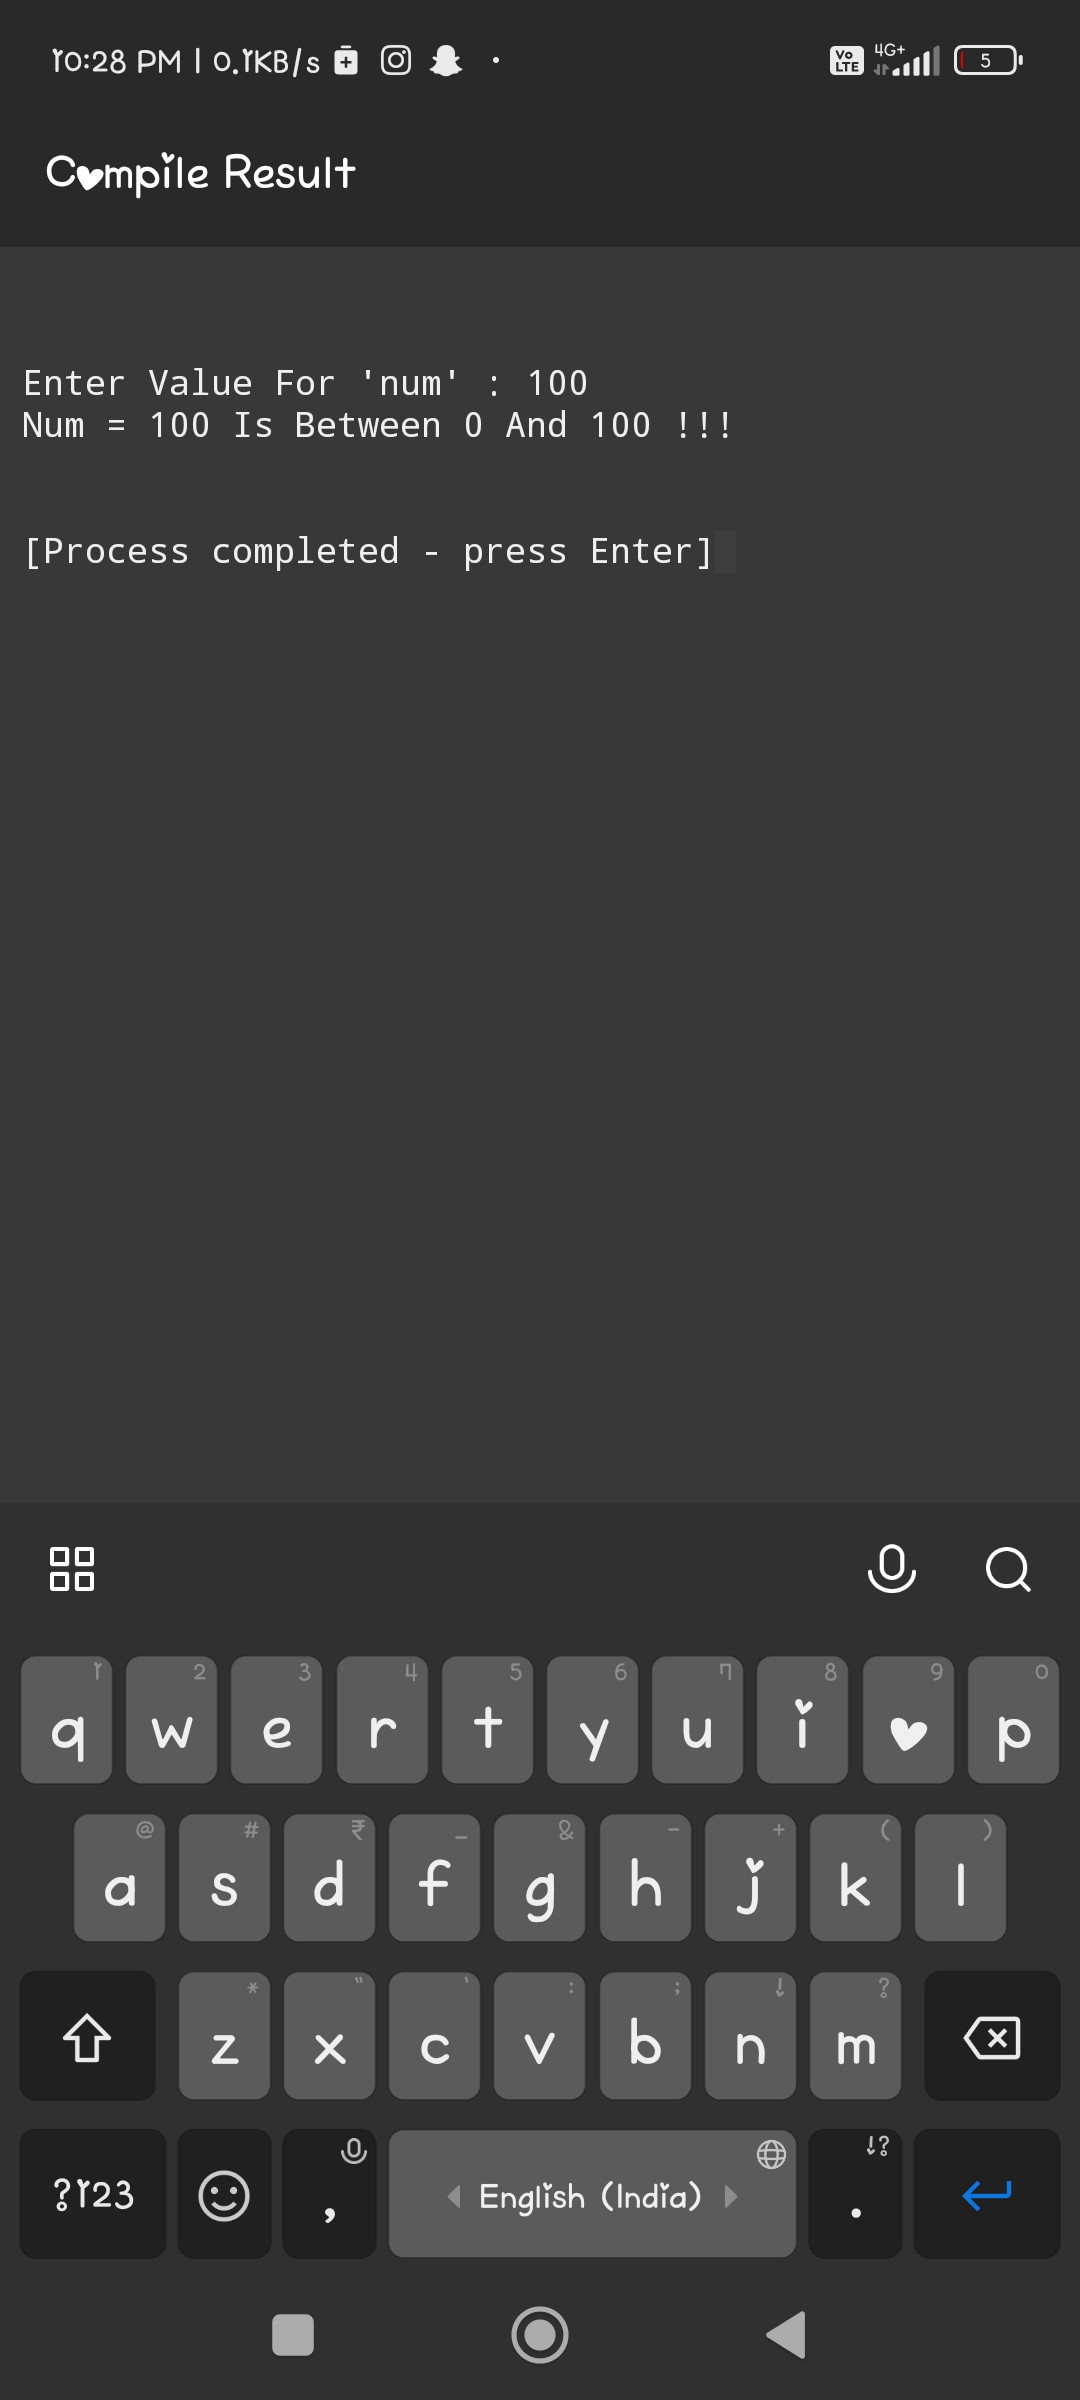 10:28 PM | 0.1KB/s
Vo LTE 4G+ 5
Compile Result
Enter Value For 'num' : 100
Num = 100 Is Between 0 And 100 !!!
[Process completed - press Enter]
1 2 3 4 5 6 7 8 9 0
q w e r t y u i o p
@ # ₹ _ & - + ( )
a s d f g h j k l
* " ' : ; ! ?
z x c v b n m
!?
?123 , English (India) .